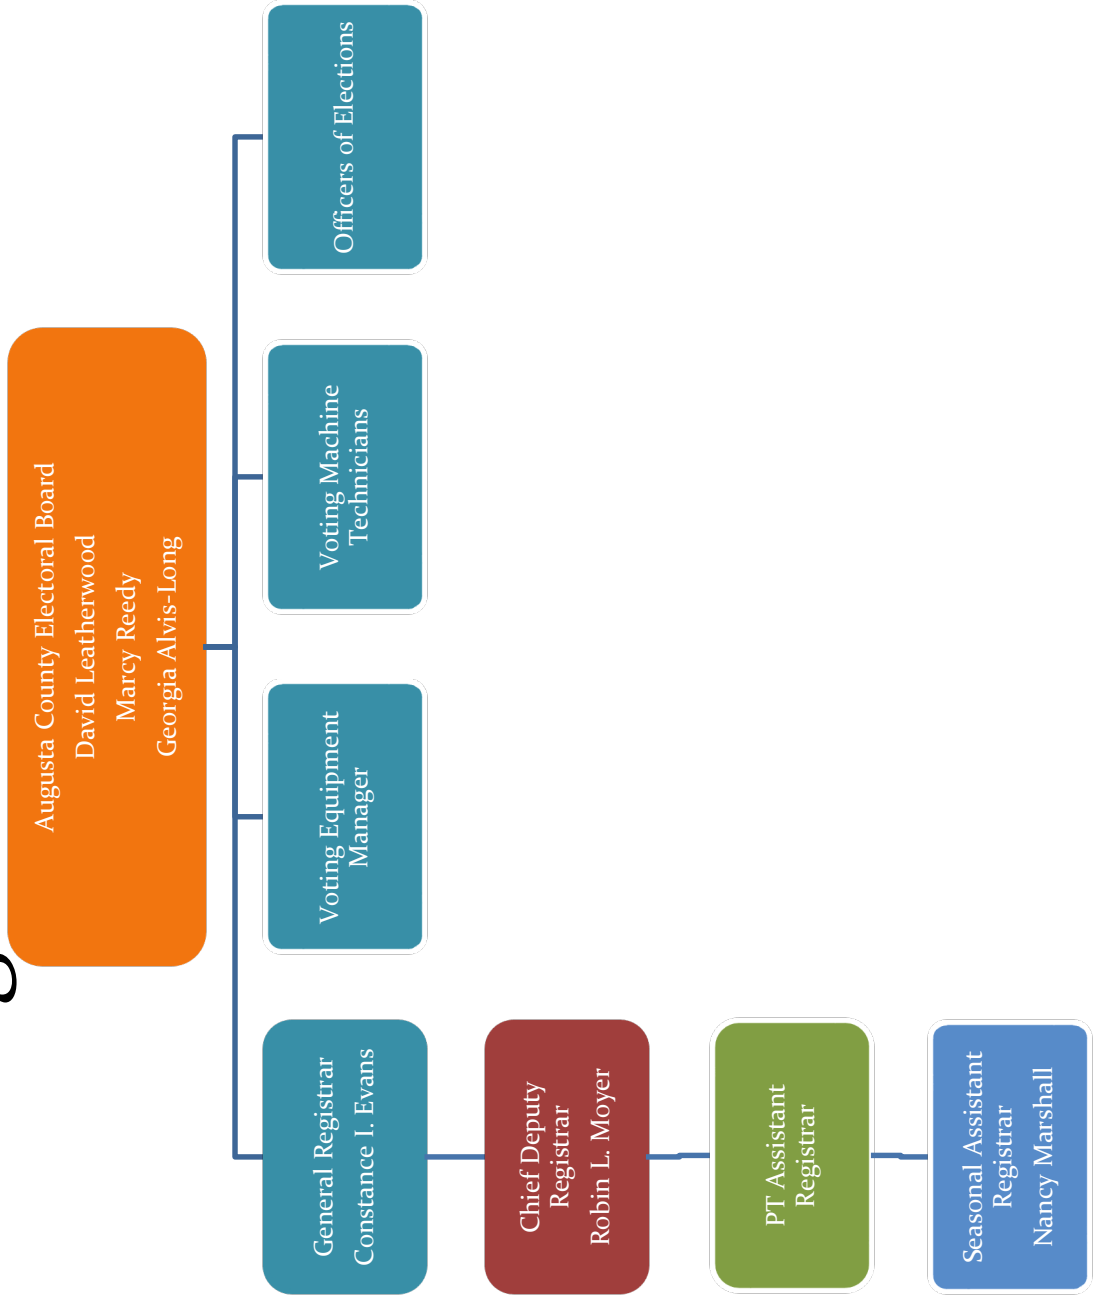 Augusta County Electoral Board
David Leatherwood
Marcy Reedy
Georgia Alvis-Long
General Registrar
Constance I. Evans
Voting Equipment
Manager
Voting Machine
Technicians
Officers of Elections
Chief Deputy
Registrar
Robin L. Moyer
PT Assistant
Registrar
Seasonal Assistant
Registrar
Nancy Marshall